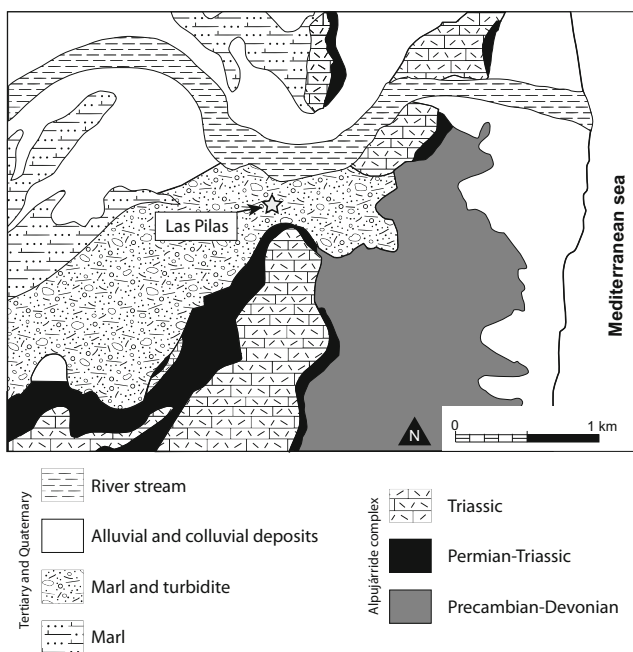 Las Pilas
Mediterranean sea
N
0 1 km
Tertiary and Quaternary
River stream
Alluvial and colluvial deposits
Marl and turbidite
Marl
Alpujárride complex
Triassic
Permian-Triassic
Precambian-Devonian